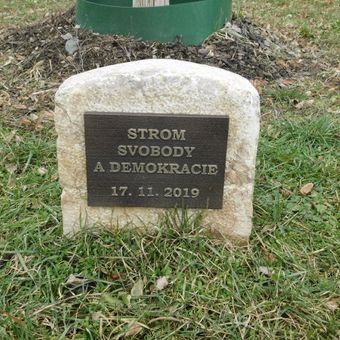 STROM
SVOBODY
A DEMOKRACIE
17. 11. 2019